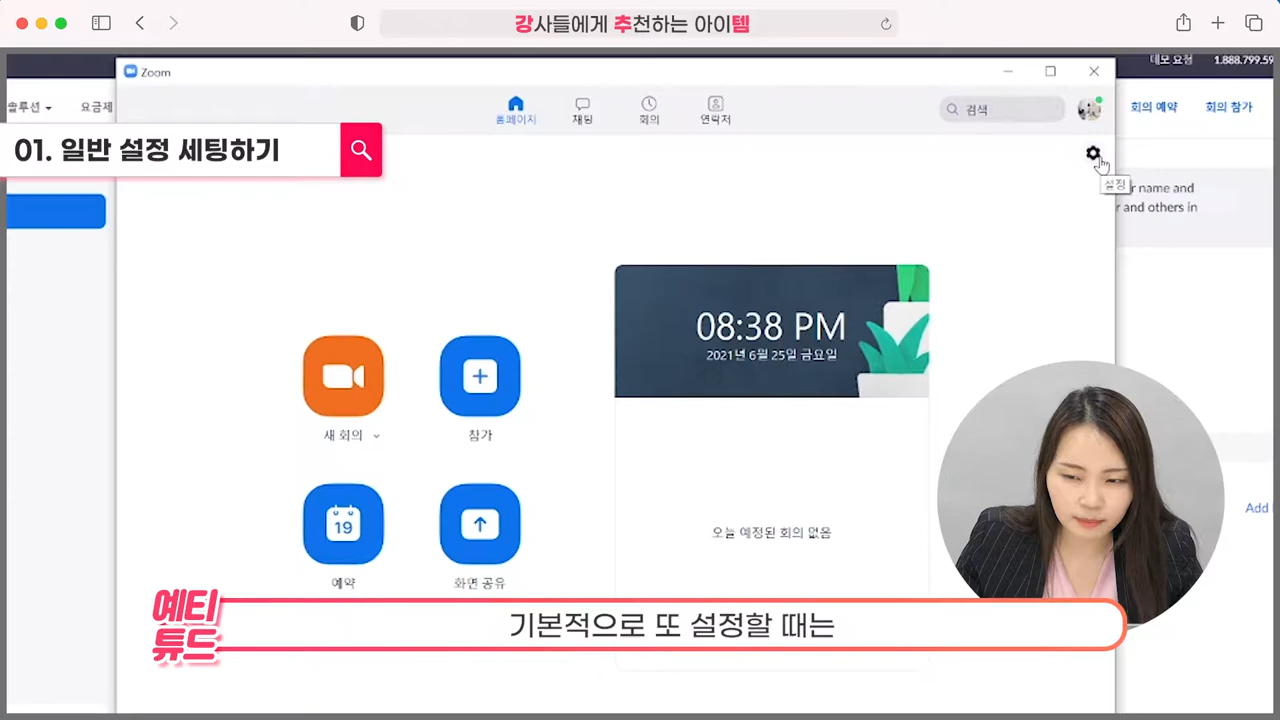 강사들에게 추천하는 아이템
데모 요청
1.888.799.59
솔루션
요금제
Zoom
홈페이지
채팅
회의
연락처
검색
회의 예약
회의 참가
01. 일반 설정 세팅하기
설정
r name and
r and others in
08:38 PM
2021년 6월 25일 금요일
새 회의
참가
19
예약
화면 공유
오늘 예정된 회의 없음
Add
예티
튜드
기본적으로 또 설정할 때는